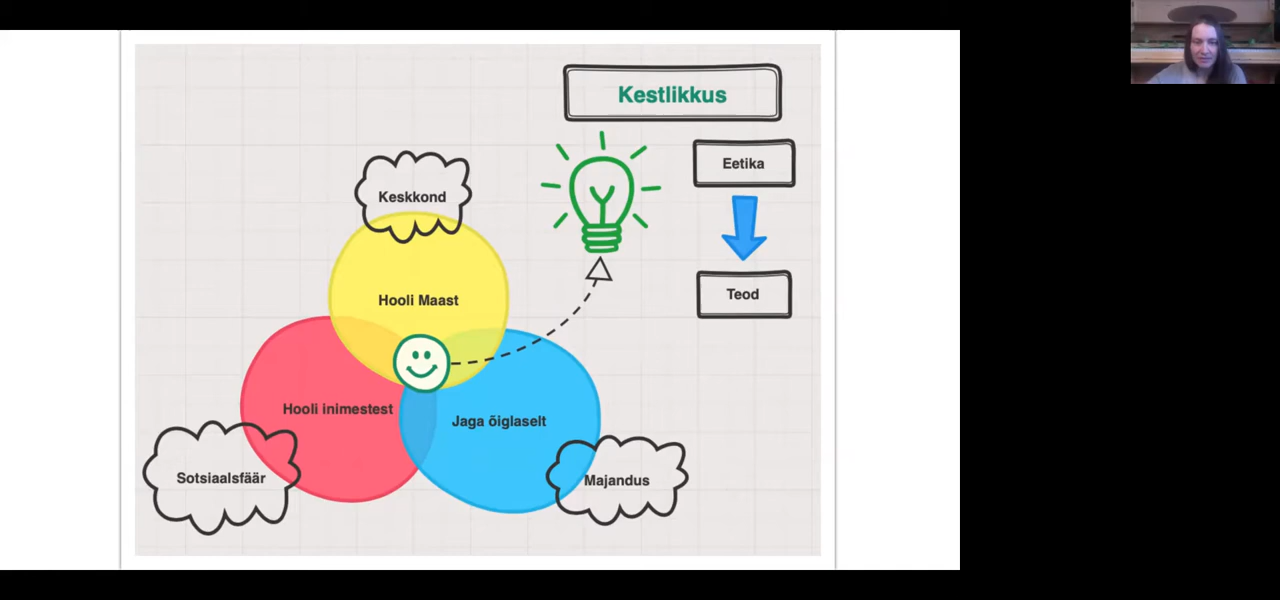 Kestlikkus
Eetika
Keskkond
Teod
Hooli Maast
Hooli inimestest
Jaga õiglaselt
Sotsiaalsfäär
Majandus